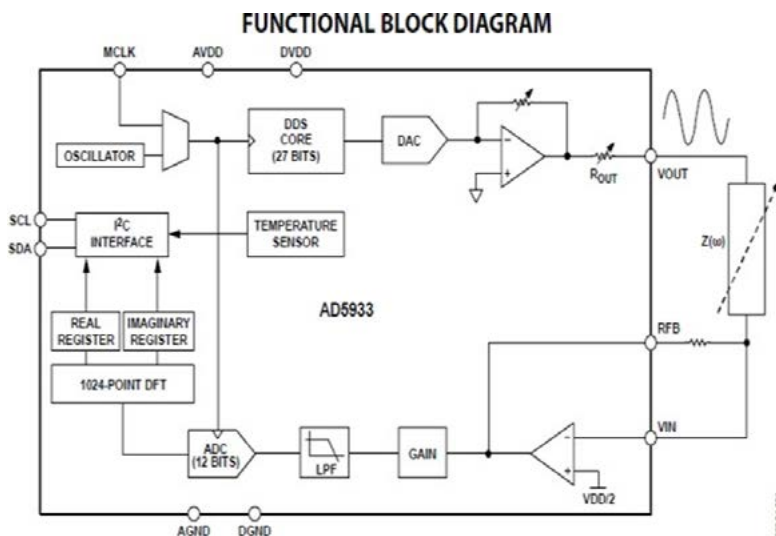 FUNCTIONAL BLOCK DIAGRAM
MCLK
AVDD
DVDD
OSCILLATOR
DDS
CORE
(27 BITS)
DAC
ROUT
VOUT
SCL
SDA
I²C
INTERFACE
TEMPERATURE
SENSOR
Z(ω)
REAL
REGISTER
IMAGINARY
REGISTER
AD5933
RFB
1024-POINT DFT
ADC
(12 BITS)
LPF
GAIN
VIN
VDD/2
AGND
DGND